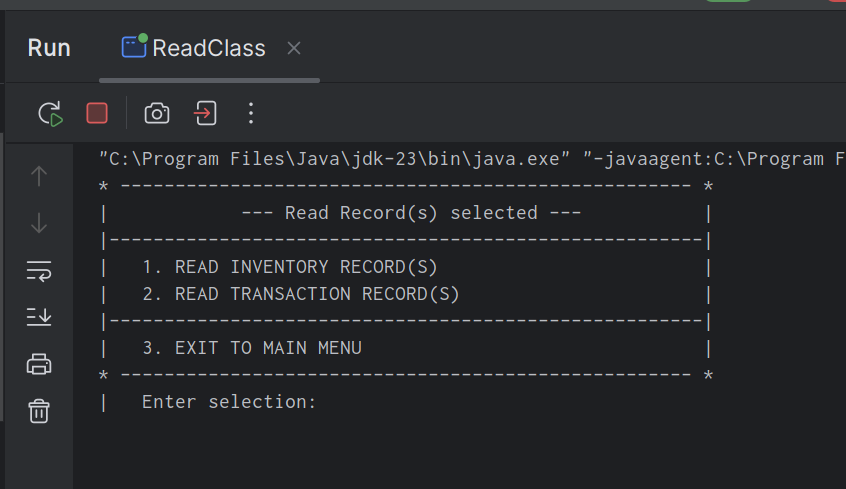 Run ReadClass
"C:\Program Files\Java\jdk-23\bin\java.exe" "-javaagent:C:\Program F
* ---------------------------------------------------- *
|            --- Read Record(s) selected ---           |
|------------------------------------------------------|
|   1. READ INVENTORY RECORD(S)                        |
|   2. READ TRANSACTION RECORD(S)                      |
|------------------------------------------------------|
|   3. EXIT TO MAIN MENU                               |
* ---------------------------------------------------- *
|   Enter selection: